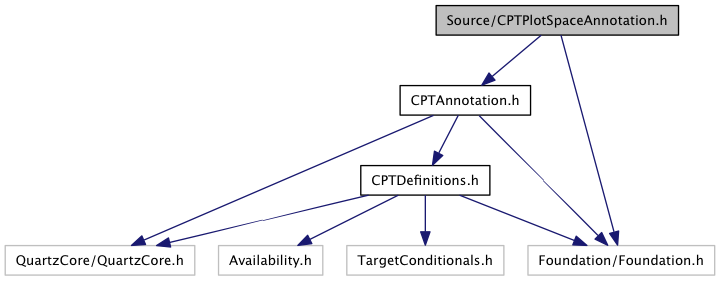 Source/CPTPlotSpaceAnnotation.h
CPTAnnotation.h
CPTDefinitions.h
QuartzCore/QuartzCore.h
Availability.h
TargetConditionals.h
Foundation/Foundation.h